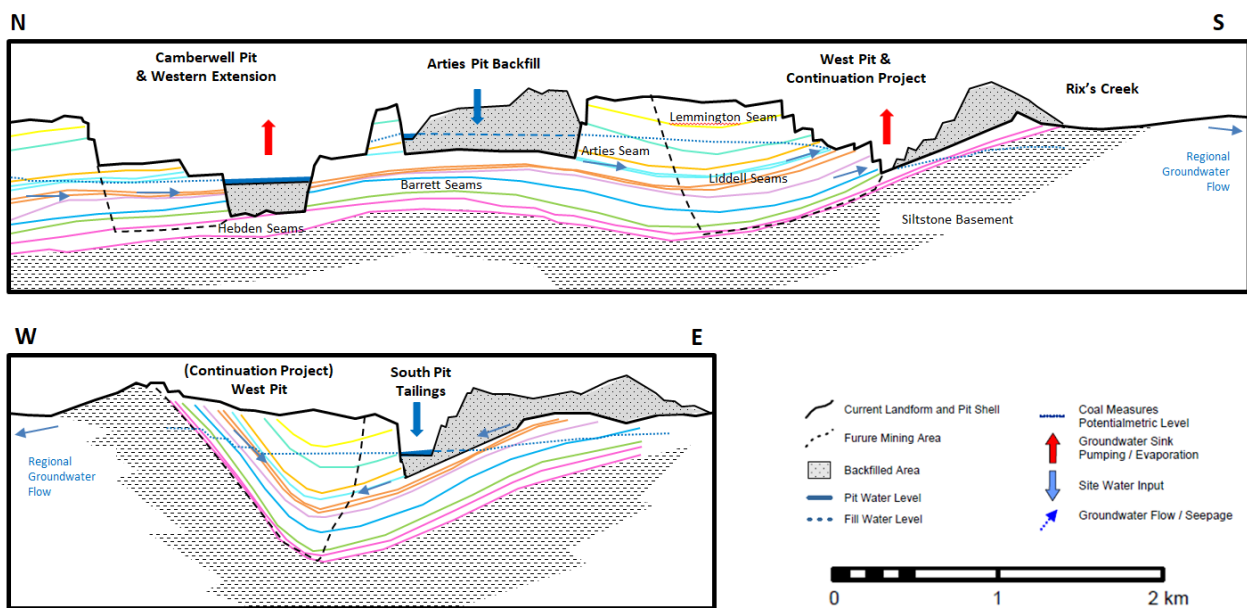 N
S
Camberwell Pit
& Western Extension
Arties Pit Backfill
West Pit &
Continuation Project
Rix's Creek
Lemmington Seam
Arties Seam
Barrett Seams
Liddell Seams
Hebden Seams
Siltstone Basement
Regional
Groundwater
Flow
W
E
(Continuation Project)
West Pit
South Pit
Tailings
Regional
Groundwater
Flow
Current Landform and Pit Shell
Furure Mining Area
Backfilled Area
Pit Water Level
Fill Water Level
Coal Measures
Potentialmetric Level
Groundwater Sink
Pumping / Evaporation
Site Water Input
Groundwater Flow / Seepage
0
1
2 km